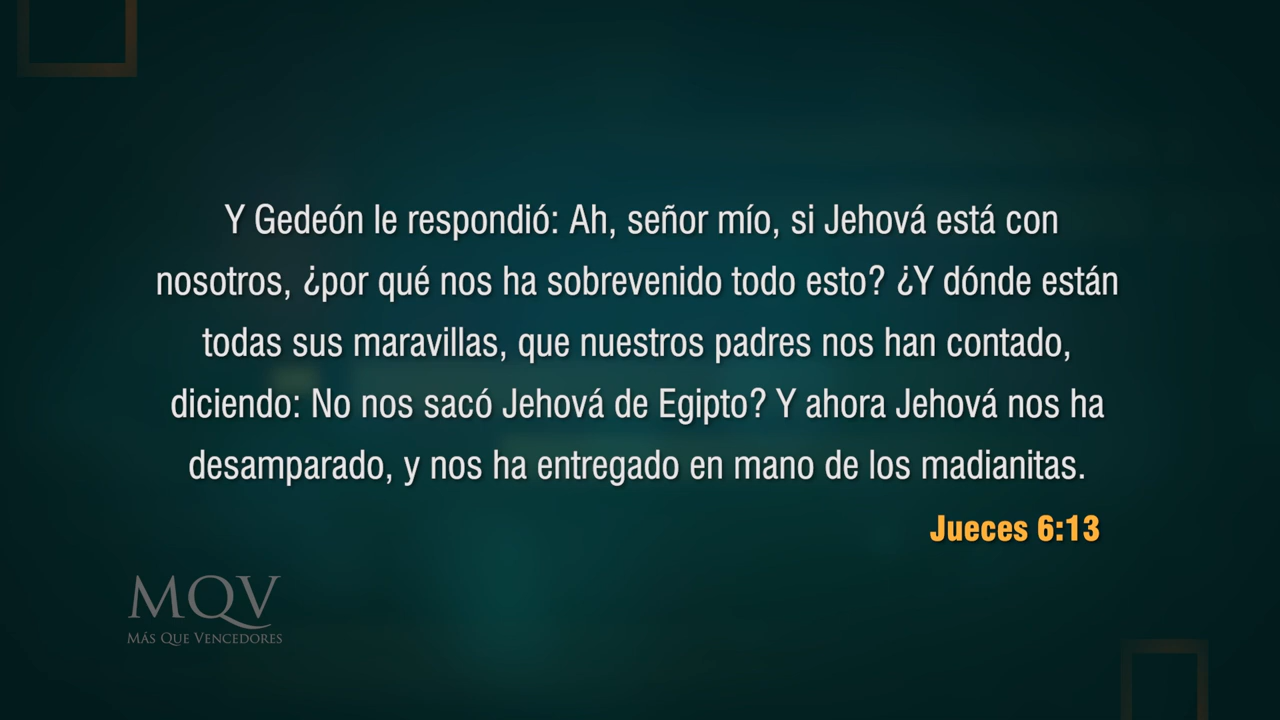 Y Gedeón le respondió: Ah, señor mío, si Jehová está con
nosotros, ¿por qué nos ha sobrevenido todo esto? ¿Y dónde están
todas sus maravillas, que nuestros padres nos han contado,
diciendo: No nos sacó Jehová de Egipto? Y ahora Jehová nos ha
desamparado, y nos ha entregado en mano de los madianitas.
Jueces 6:13
MQV
MÁS QUE VENCEDORES